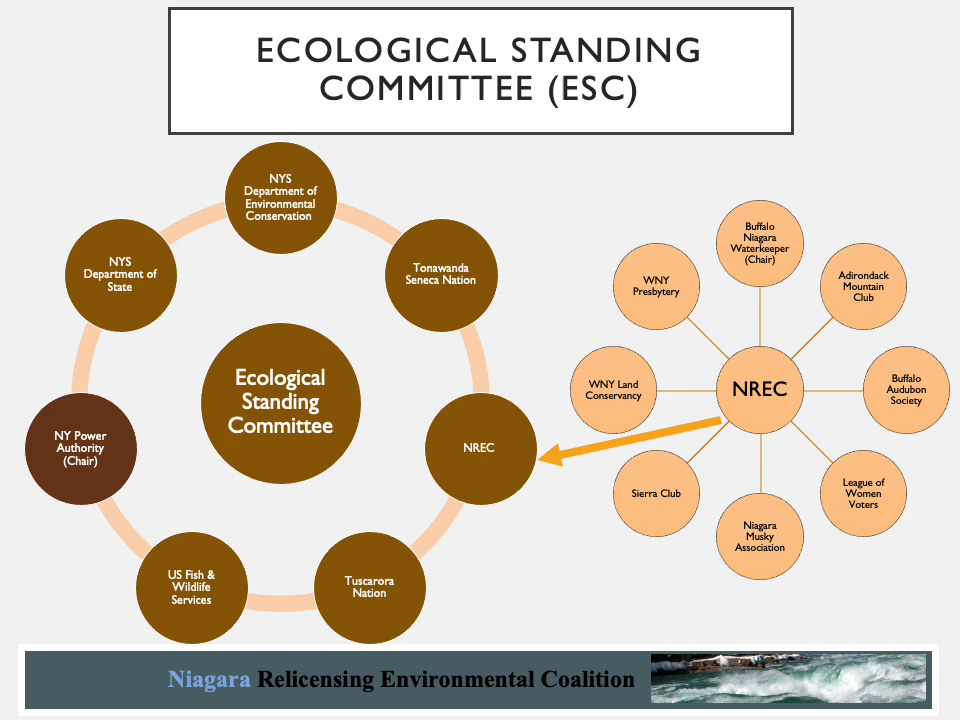 ECOLOGICAL STANDING
COMMITTEE (ESC)
NYS
Department of
Environmental
Conservation
NYS
Department of
State
Tonawanda
Seneca Nation
Ecological
Standing
Committee
NY Power
Authority
(Chair)
NREC
US Fish &
Wildlife
Services
Tuscarora
Nation
Buffalo
Niagara
Waterkeeper
(Chair)
WNY
Presbytery
Adirondack
Mountain
Club
WNY Land
Conservancy
NREC
Buffalo
Audubon
Society
Sierra Club
League of
Women
Voters
Niagara
Musky
Association
Niagara Relicensing Environmental Coalition